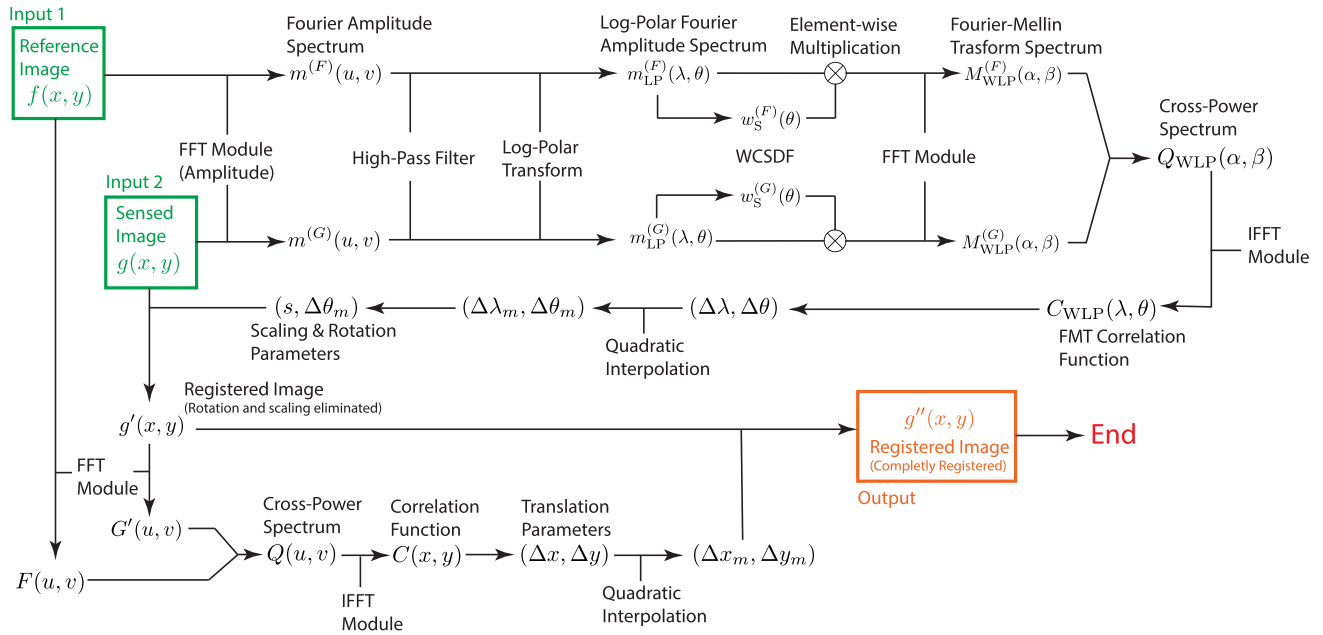 Input 1
Reference
Image
f(x, y)
Fourier Amplitude
Spectrum
m^(F)(u, v)
Log-Polar Fourier
Amplitude Spectrum
m_LP^(F)(λ, θ)
Element-wise
Multiplication
⊗
Fourier-Mellin
Trasform Spectrum
M_WLP^(F)(α, β)
w_S^(F)(θ)
FFT Module
(Amplitude)
High-Pass Filter
Log-Polar
Transform
WCSDF
FFT Module
Cross-Power
Spectrum
Q_WLP(α, β)
Input 2
Sensed
Image
g(x, y)
m^(G)(u, v)
m_LP^(G)(λ, θ)
w_S^(G)(θ)
⊗
M_WLP^(G)(α, β)
IFFT
Module
(s, Δθ_m)
Scaling & Rotation
Parameters
(Δλ_m, Δθ_m)
Quadratic
Interpolation
(Δλ, Δθ)
C_WLP(λ, θ)
FMT Correlation
Function
Registered Image
(Rotation and scaling eliminated)
g′(x, y)
g″(x, y)
Registered Image
(Completly Registered)
Output
End
FFT
Module
G′(u, v)
F(u, v)
Cross-Power
Spectrum
Q(u, v)
IFFT
Module
Correlation
Function
C(x, y)
Translation
Parameters
(Δx, Δy)
Quadratic
Interpolation
(Δx_m, Δy_m)